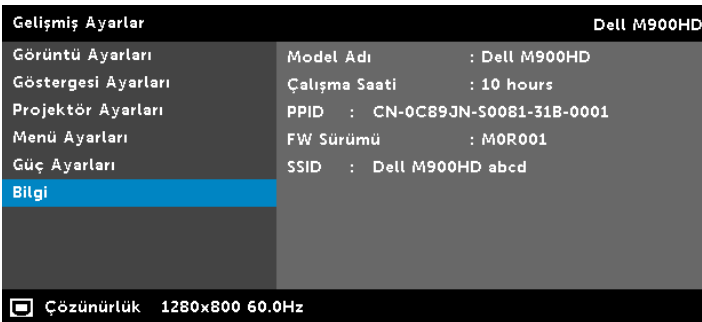 Gelişmiş Ayarlar Dell M900HD
Görüntü Ayarları
Göstergesi Ayarları
Projektör Ayarları
Menü Ayarları
Güç Ayarları
Bilgi
Model Adı : Dell M900HD
Çalışma Saati : 10 hours
PPID : CN-0C89JN-S0081-31B-0001
FW Sürümü : M0R001
SSID : Dell M900HD abcd
Çözünürlük 1280x800 60.0Hz